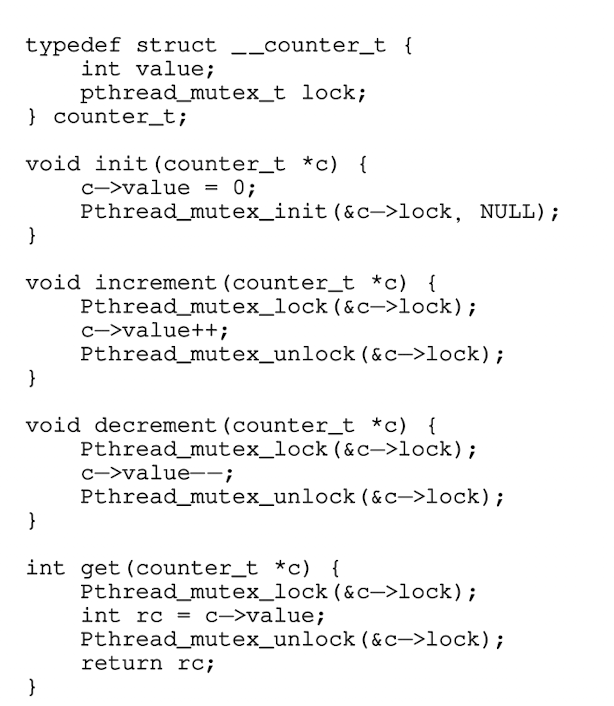 typedef struct __counter_t {
    int value;
    pthread_mutex_t lock;
} counter_t;

void init(counter_t *c) {
    c->value = 0;
    Pthread_mutex_init(&c->lock, NULL);
}

void increment(counter_t *c) {
    Pthread_mutex_lock(&c->lock);
    c->value++;
    Pthread_mutex_unlock(&c->lock);
}

void decrement(counter_t *c) {
    Pthread_mutex_lock(&c->lock);
    c->value--;
    Pthread_mutex_unlock(&c->lock);
}

int get(counter_t *c) {
    Pthread_mutex_lock(&c->lock);
    int rc = c->value;
    Pthread_mutex_unlock(&c->lock);
    return rc;
}